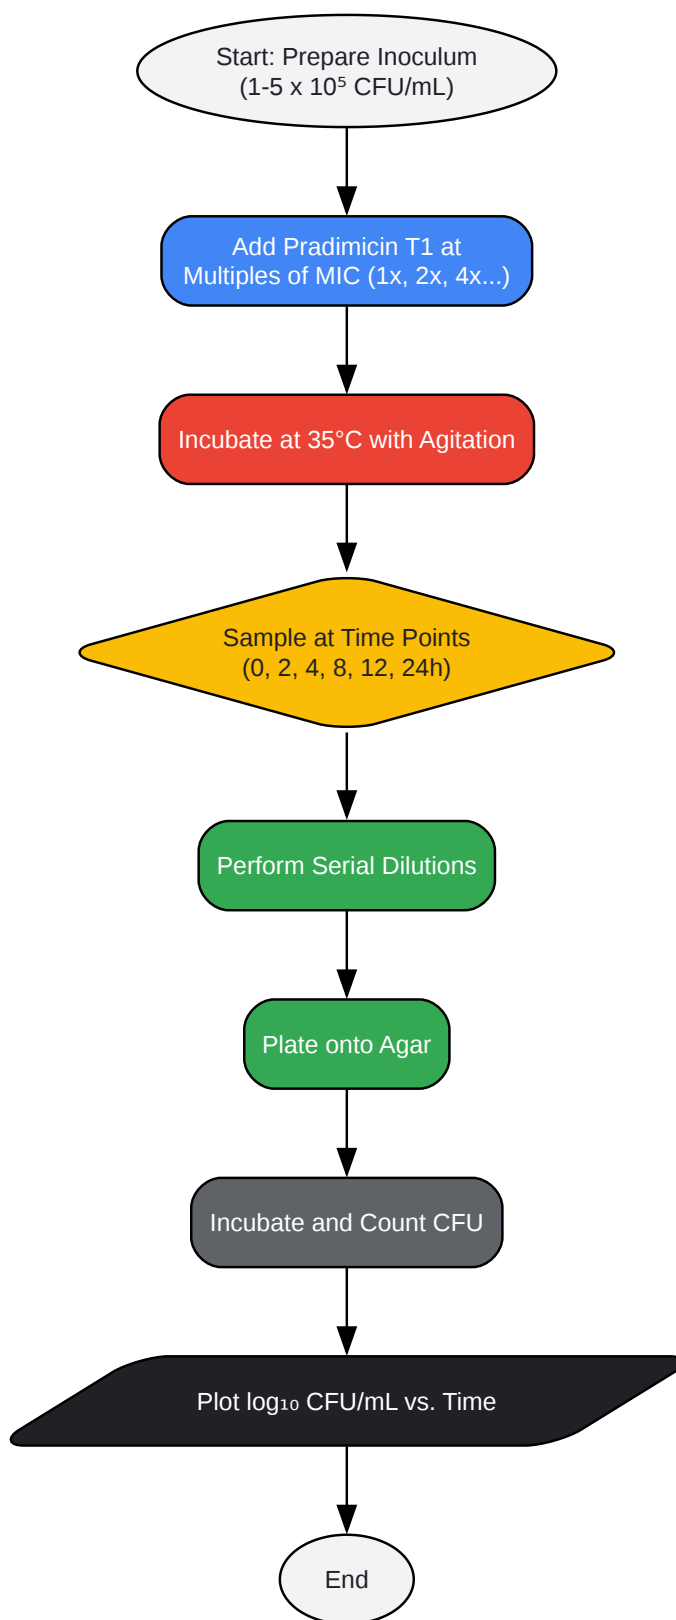 Start: Prepare Inoculum
(1-5 x 10⁵ CFU/mL)
Add Pradimicin T1 at
Multiples of MIC (1x, 2x, 4x...)
Incubate at 35°C with Agitation
Sample at Time Points
(0, 2, 4, 8, 12, 24h)
Perform Serial Dilutions
Plate onto Agar
Incubate and Count CFU
Plot log₁₀ CFU/mL vs. Time
End